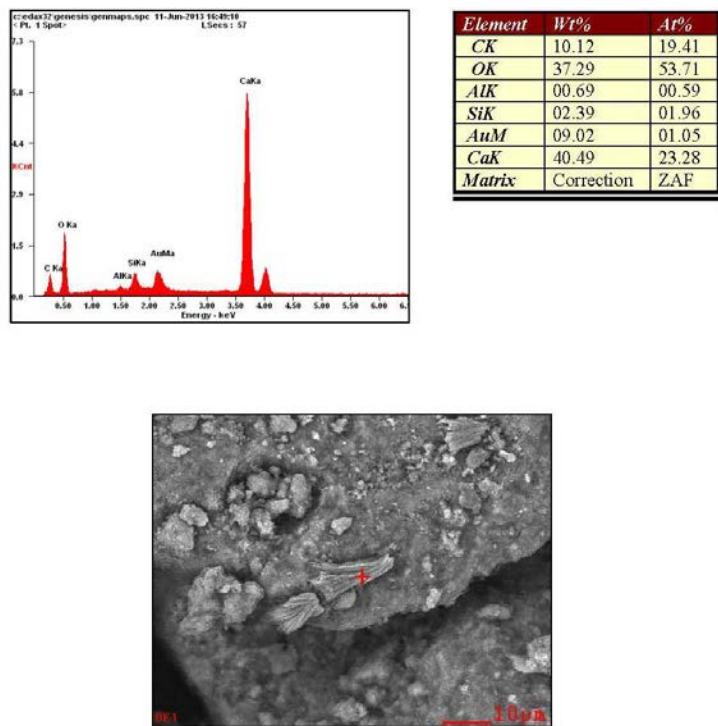 c:\edax32\genesis\genmaps.spc 11-Jun-2013 16:49:10
< Pt. 1 Spot> LSecs : 57
7.3
5.8
4.4
KCnt
2.9
1.5
0.0
CaKa
O Ka
C Ka
AlKa
SiKa
AuMa
0.50 1.00 1.50 2.00 2.50 3.00 3.50 4.00 4.50 5.00 5.50 6.00
Energy - keV
Element Wt% At%
CK 10.12 19.41
OK 37.29 53.71
AlK 00.69 00.59
SiK 02.39 01.96
AuM 09.02 01.05
CaK 40.49 23.28
Matrix Correction ZAF
BE1
10µm